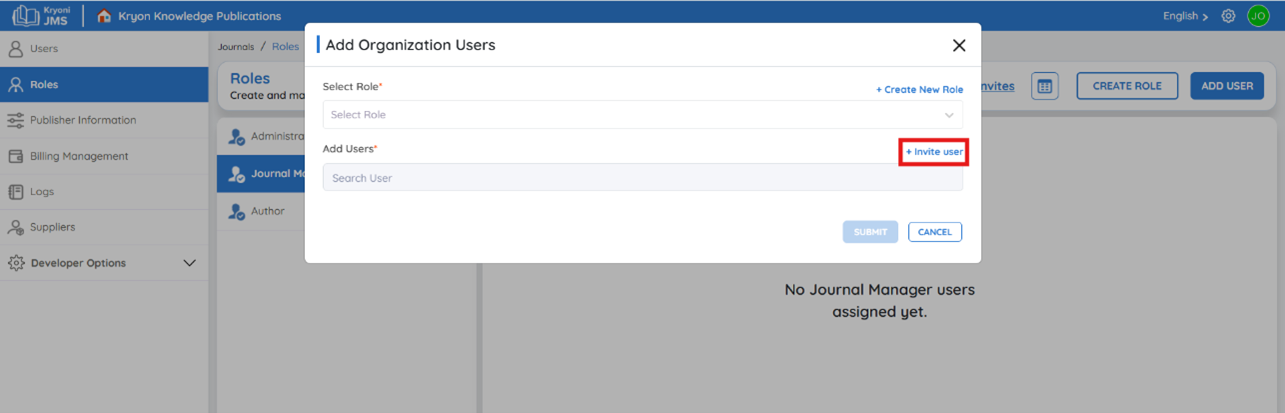 Kryoni
JMS
Kryon Knowledge Publications
English >
JO
Users
Roles
Publisher Information
Billing Management
Logs
Suppliers
Developer Options
Journals / Roles
Roles
Create and ma
nvites
CREATE ROLE
ADD USER
Administra
Journal Ma
Author
Add Organization Users
Select Role*
+ Create New Role
Select Role
Add Users*
+ Invite user
Search User
SUBMIT
CANCEL
No Journal Manager users
assigned yet.